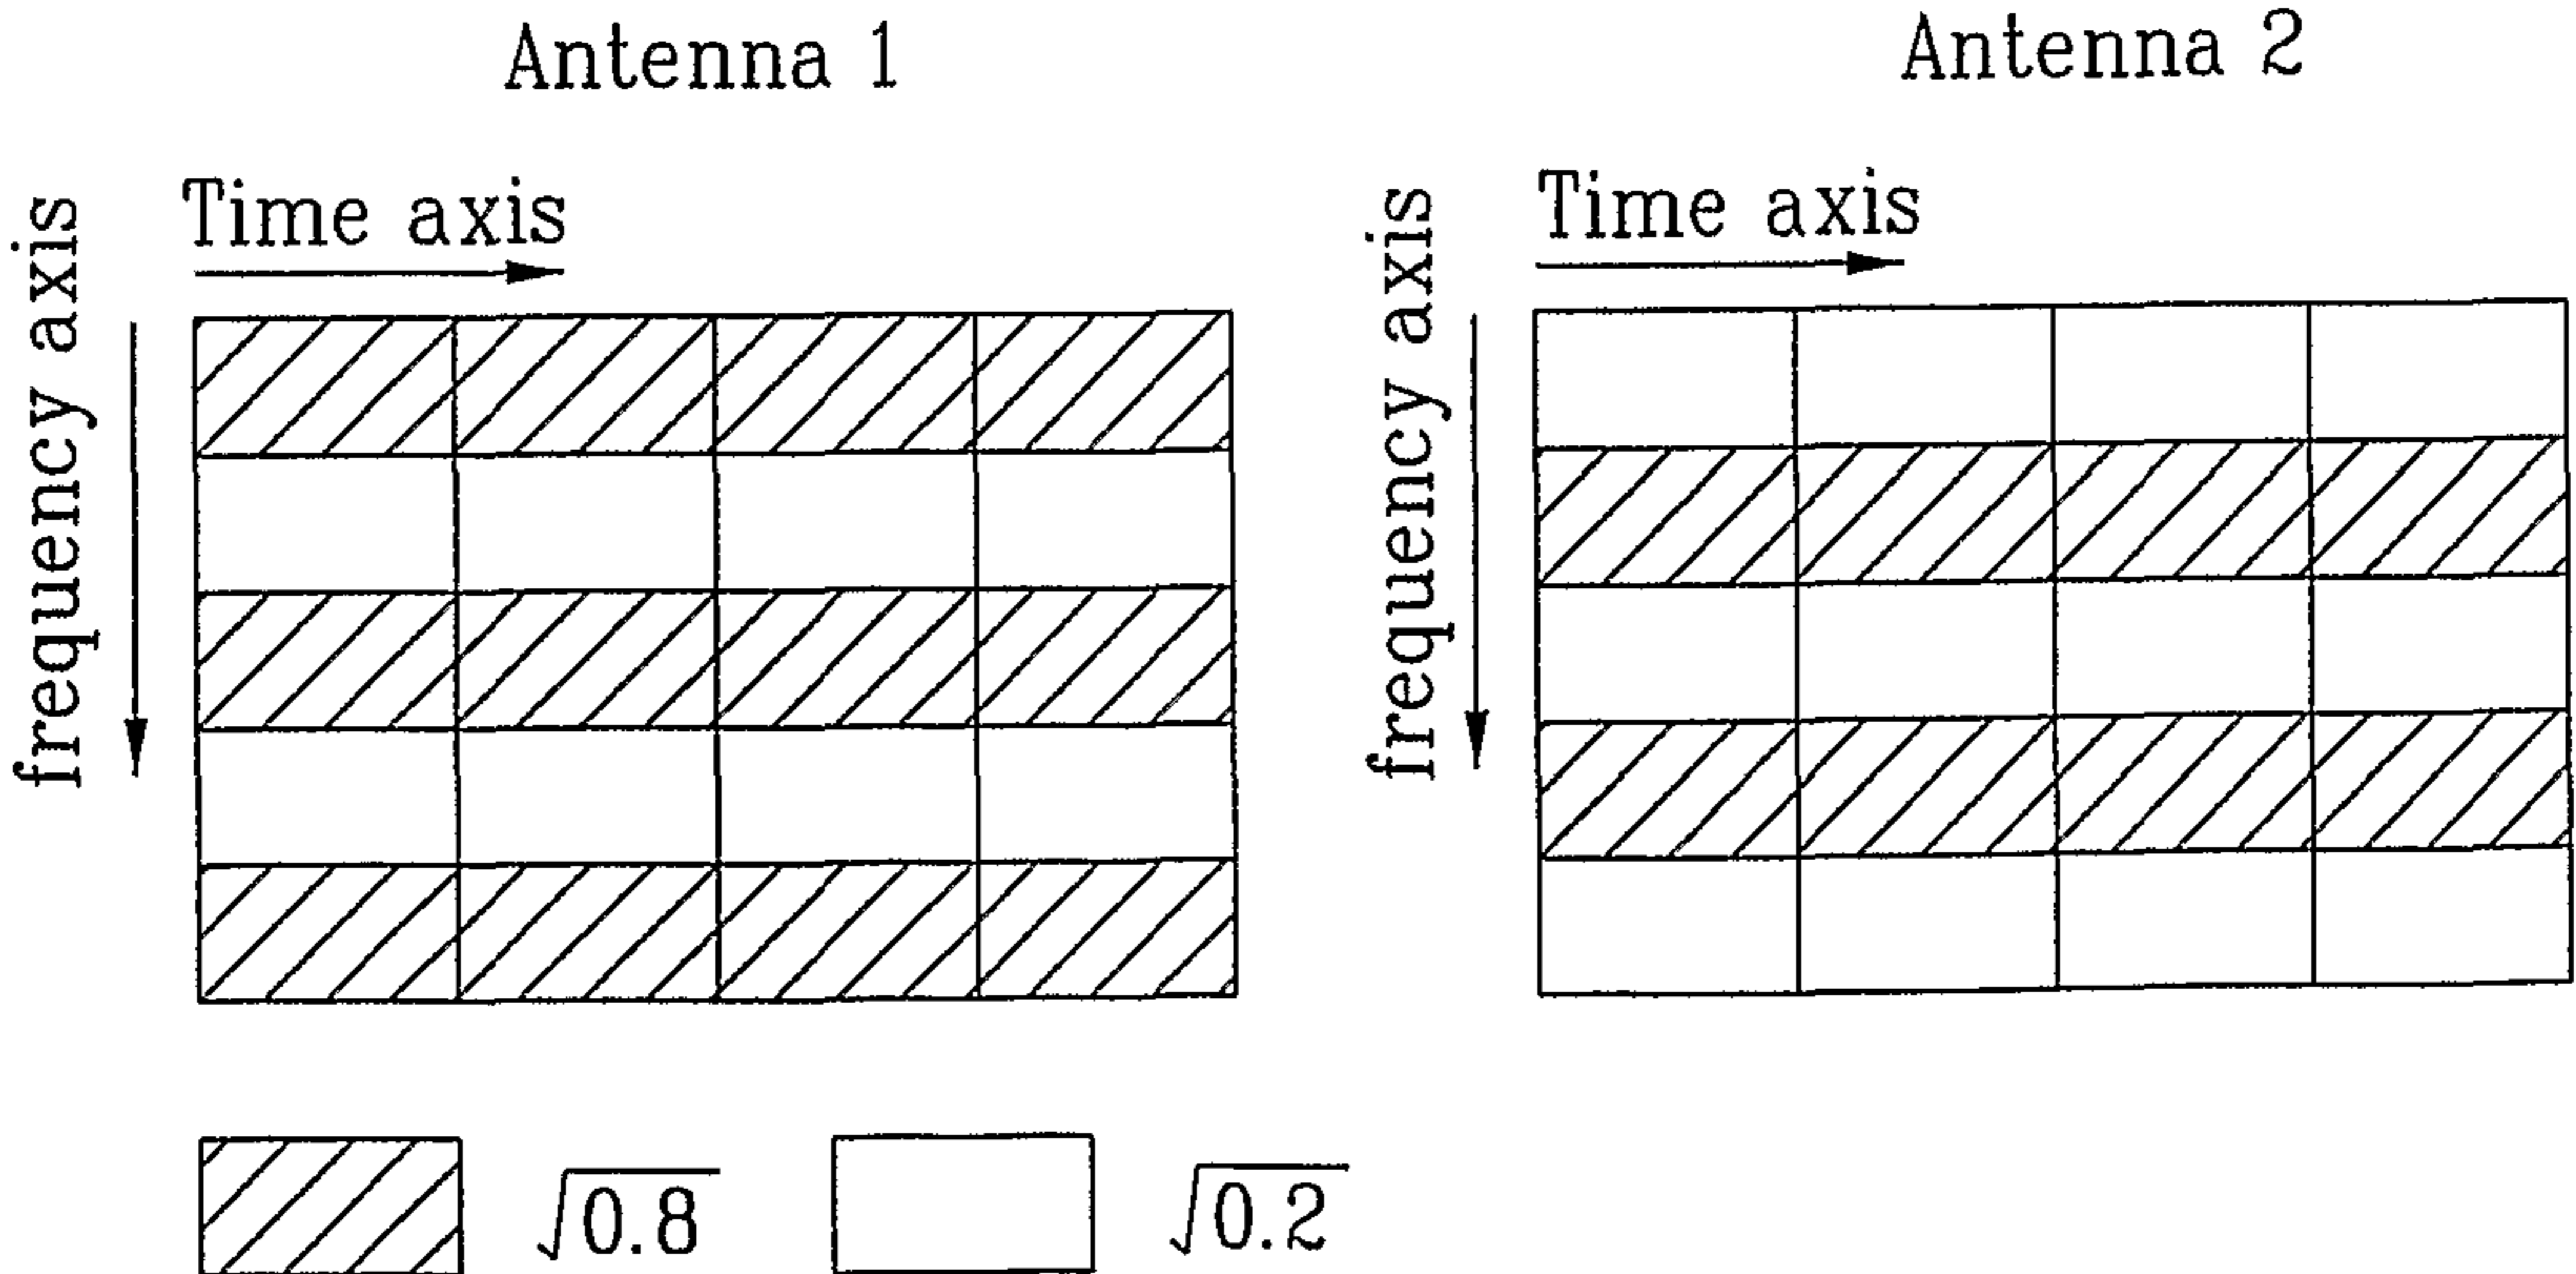 Antenna 1
Antenna 2
Time axis
frequency axis
Time axis
frequency axis
√0.8
√0.2